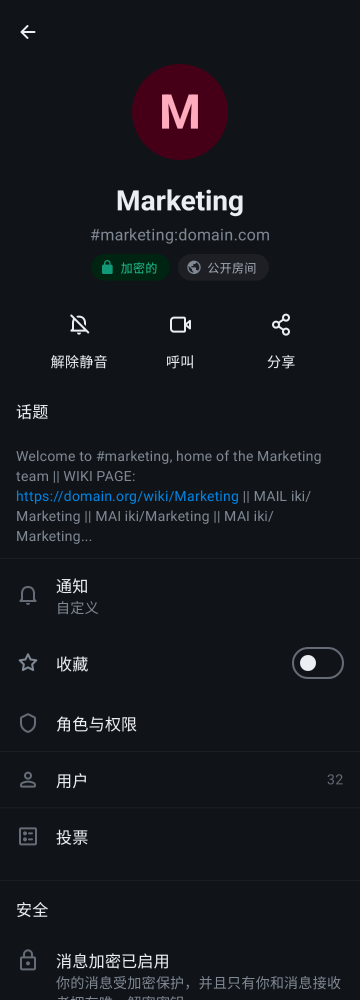 M
Marketing
#marketing:domain.com
加密的
公开房间
解除静音
呼叫
分享
话题
Welcome to #marketing, home of the Marketing
team || WIKI PAGE:
https://domain.org/wiki/Marketing || MAIL iki/
Marketing || MAI iki/Marketing || MAI iki/
Marketing...
通知
自定义
收藏
角色与权限
用户
32
投票
安全
消息加密已启用
你的消息受加密保护，并且只有你和消息接收